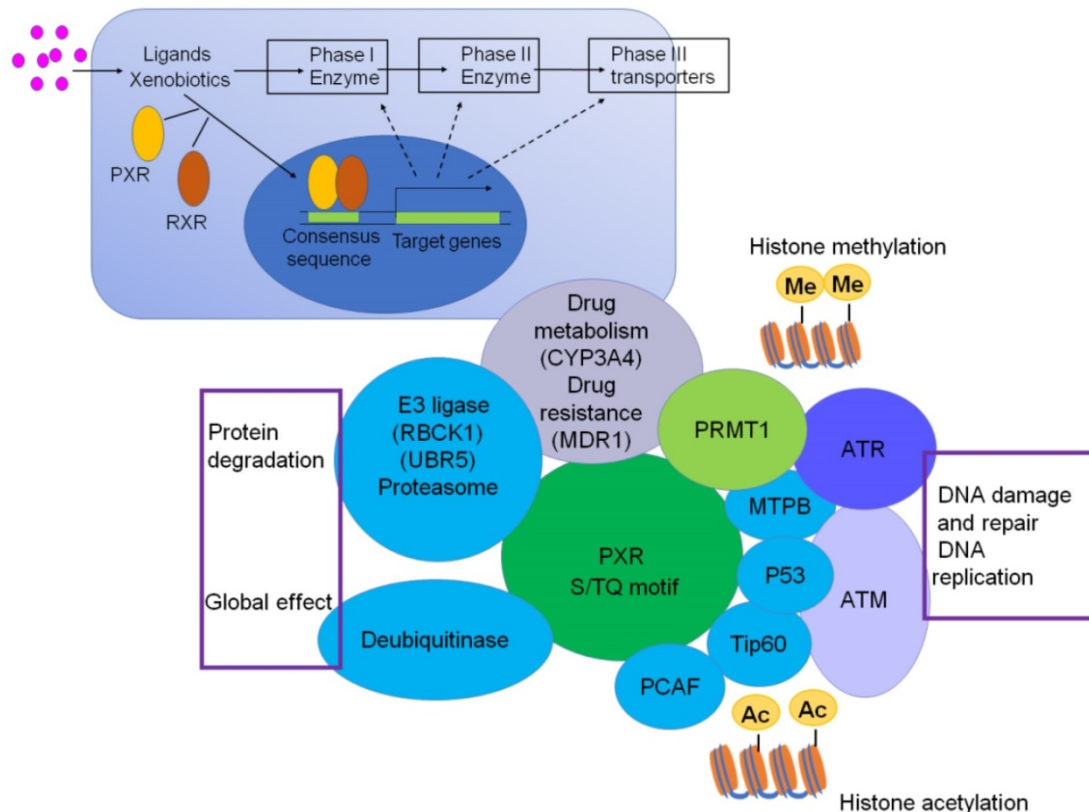 Ligands
Xenobiotics
Phase I
Enzyme
Phase II
Enzyme
Phase III
transporters
PXR
RXR
Consensus
sequence
Target genes
Histone methylation
Me
Me
Drug
metabolism
(CYP3A4)
Drug
resistance
(MDR1)
E3 ligase
(RBCK1)
(UBR5)
Proteasome
Protein
degradation
Global effect
Deubiquitinase
PXR
S/TQ motif
PRMT1
ATR
MTPB
P53
ATM
Tip60
PCAF
DNA damage
and repair
DNA
replication
Ac
Ac
Histone acetylation